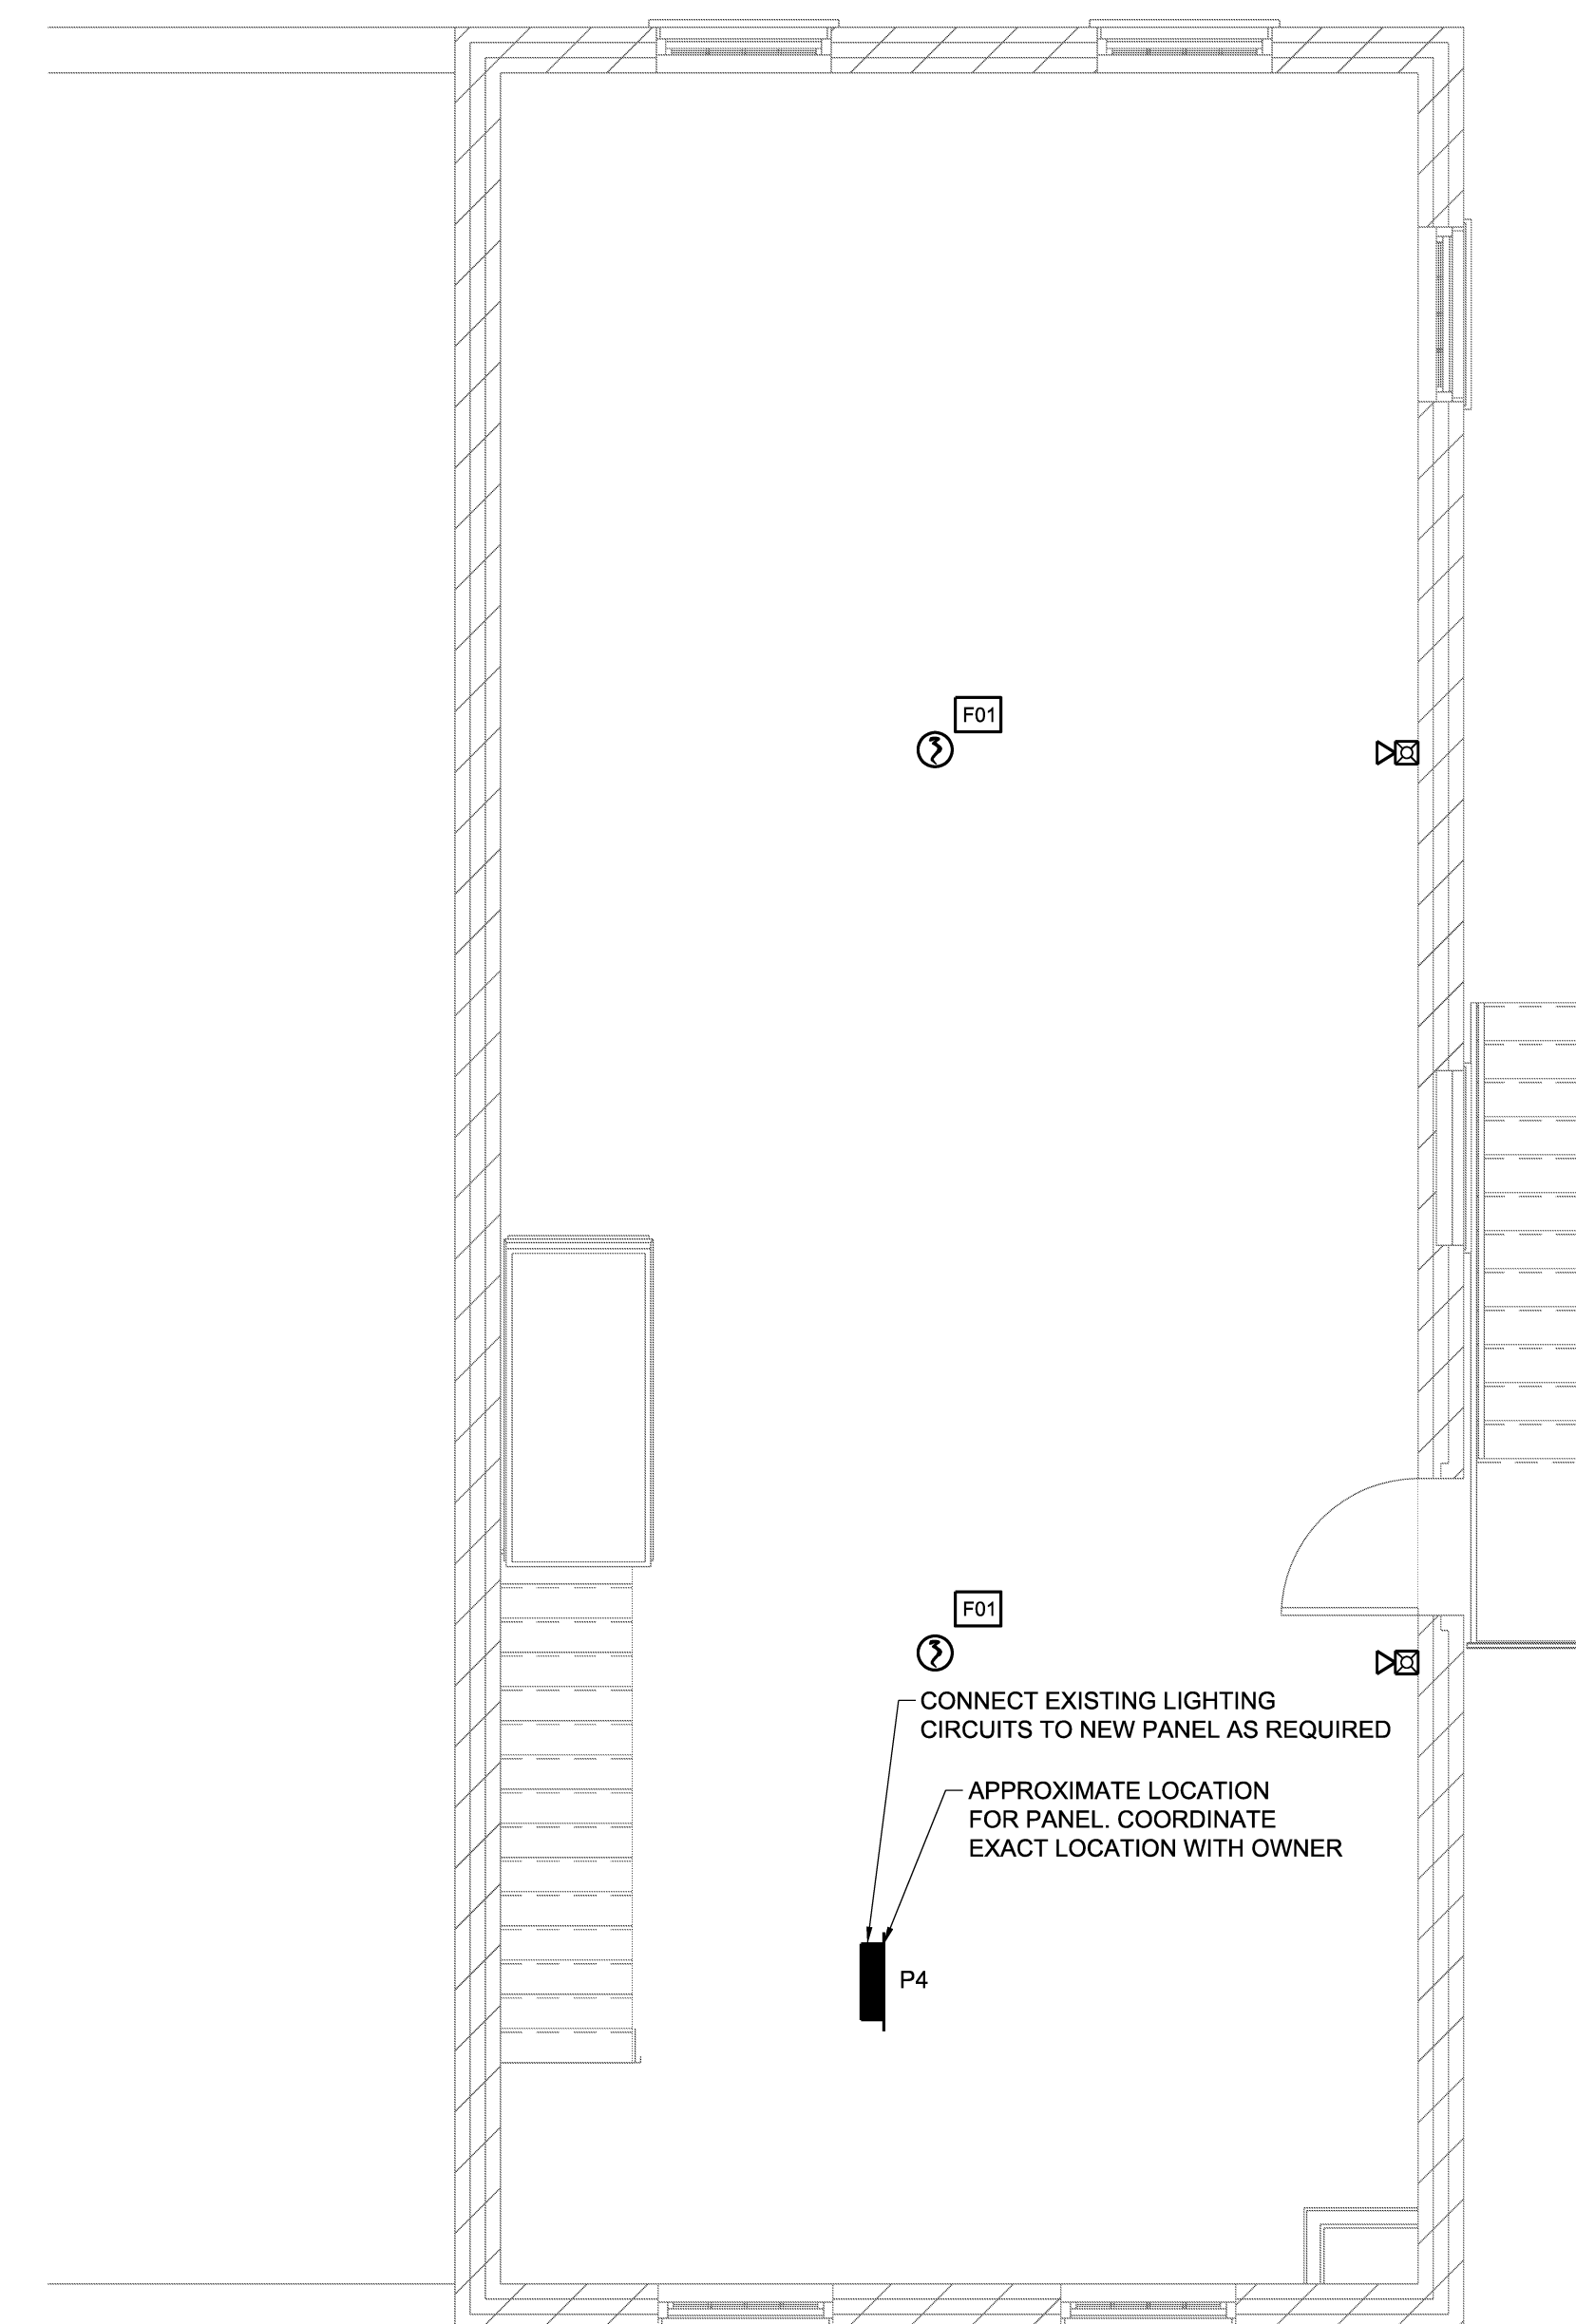 F01
F01
CONNECT EXISTING LIGHTING
CIRCUITS TO NEW PANEL AS REQUIRED
APPROXIMATE LOCATION
FOR PANEL. COORDINATE
EXACT LOCATION WITH OWNER
P4